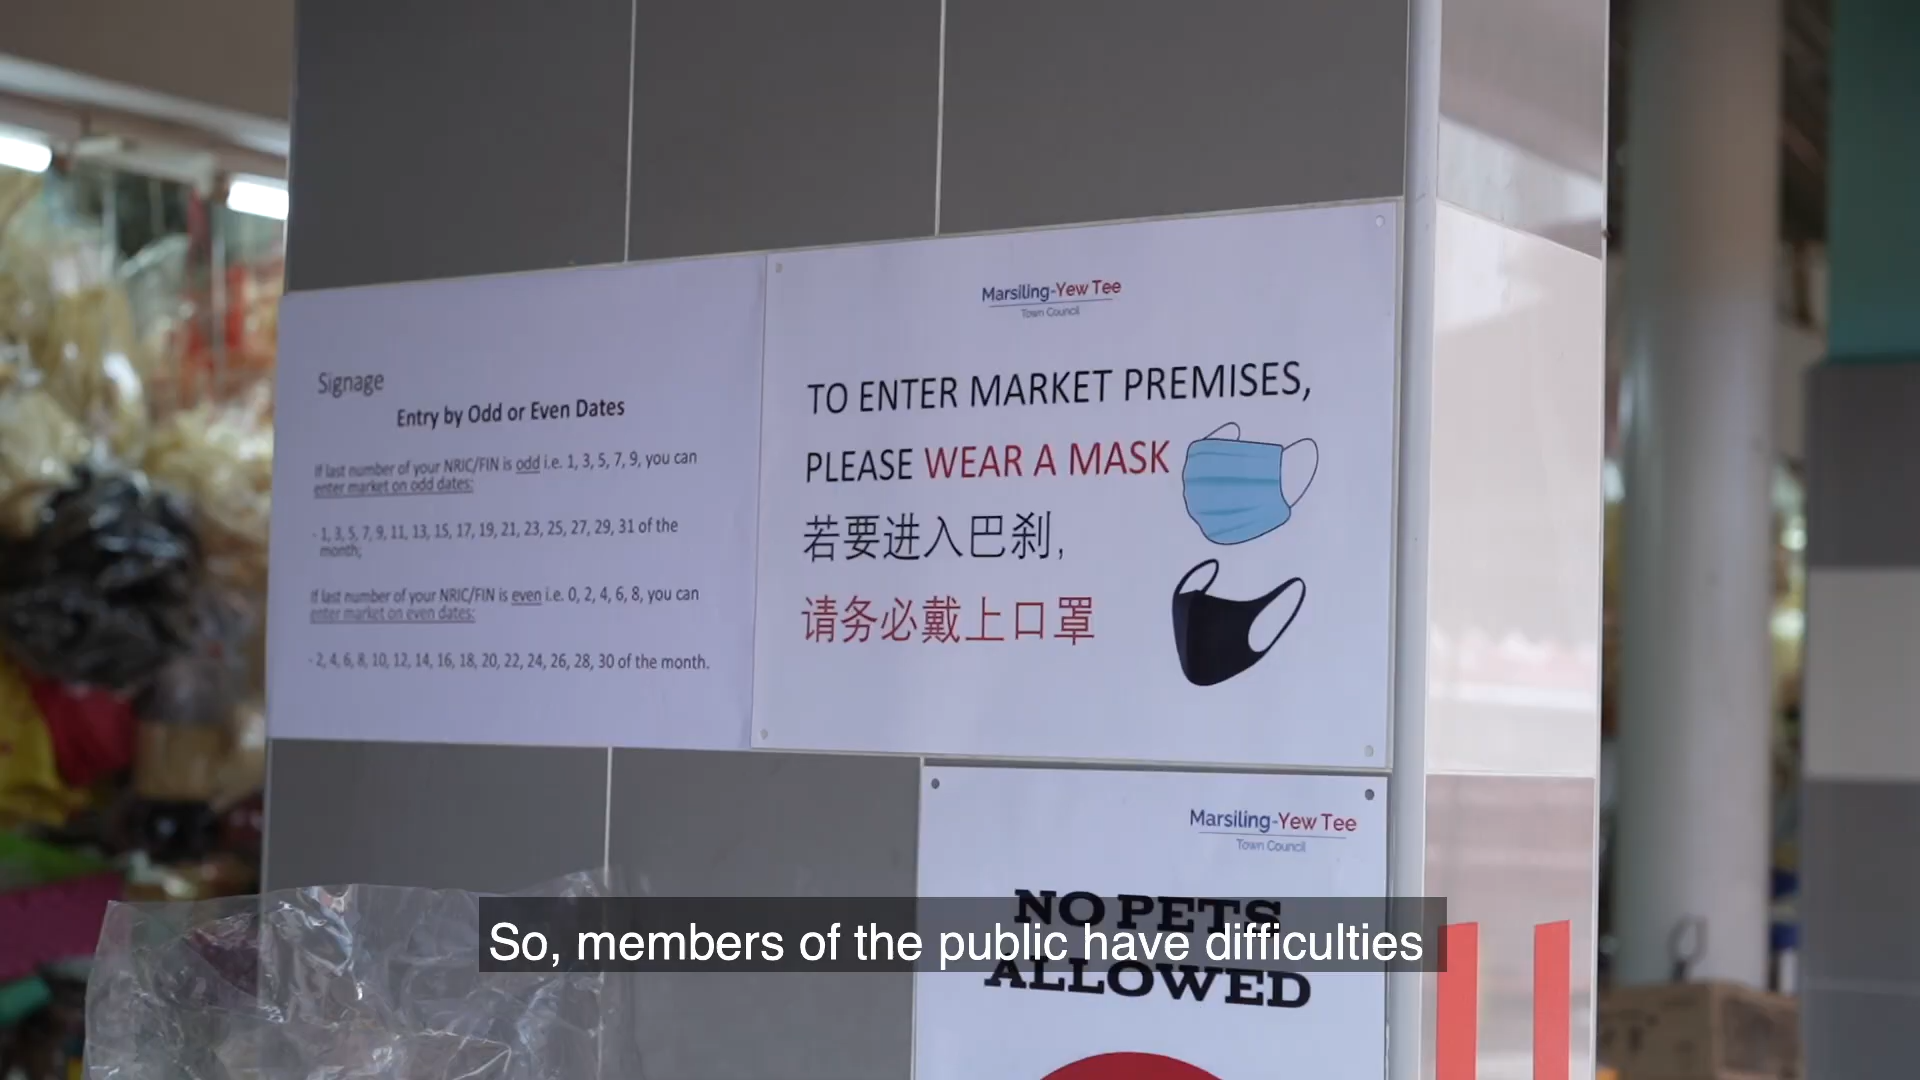 Signage
Entry by Odd or Even Dates
If last number of your NRIC/FIN is odd i.e. 1, 3, 5, 7, 9, you can
enter market on odd dates:
- 1, 3, 5, 7, 9, 11, 13, 15, 17, 19, 21, 23, 25, 27, 29, 31 of the
month;
If last number of your NRIC/FIN is even i.e. 0, 2, 4, 6, 8, you can
enter market on even dates:
- 2, 4, 6, 8, 10, 12, 14, 16, 18, 20, 22, 24, 26, 28, 30 of the month.
Marsiling-Yew Tee
Town Council
TO ENTER MARKET PREMISES,
PLEASE WEAR A MASK
若要进入巴刹,
请务必戴上口罩
Marsiling-Yew Tee
Town Council
NO PETS
ALLOWED
So, members of the public have difficulties